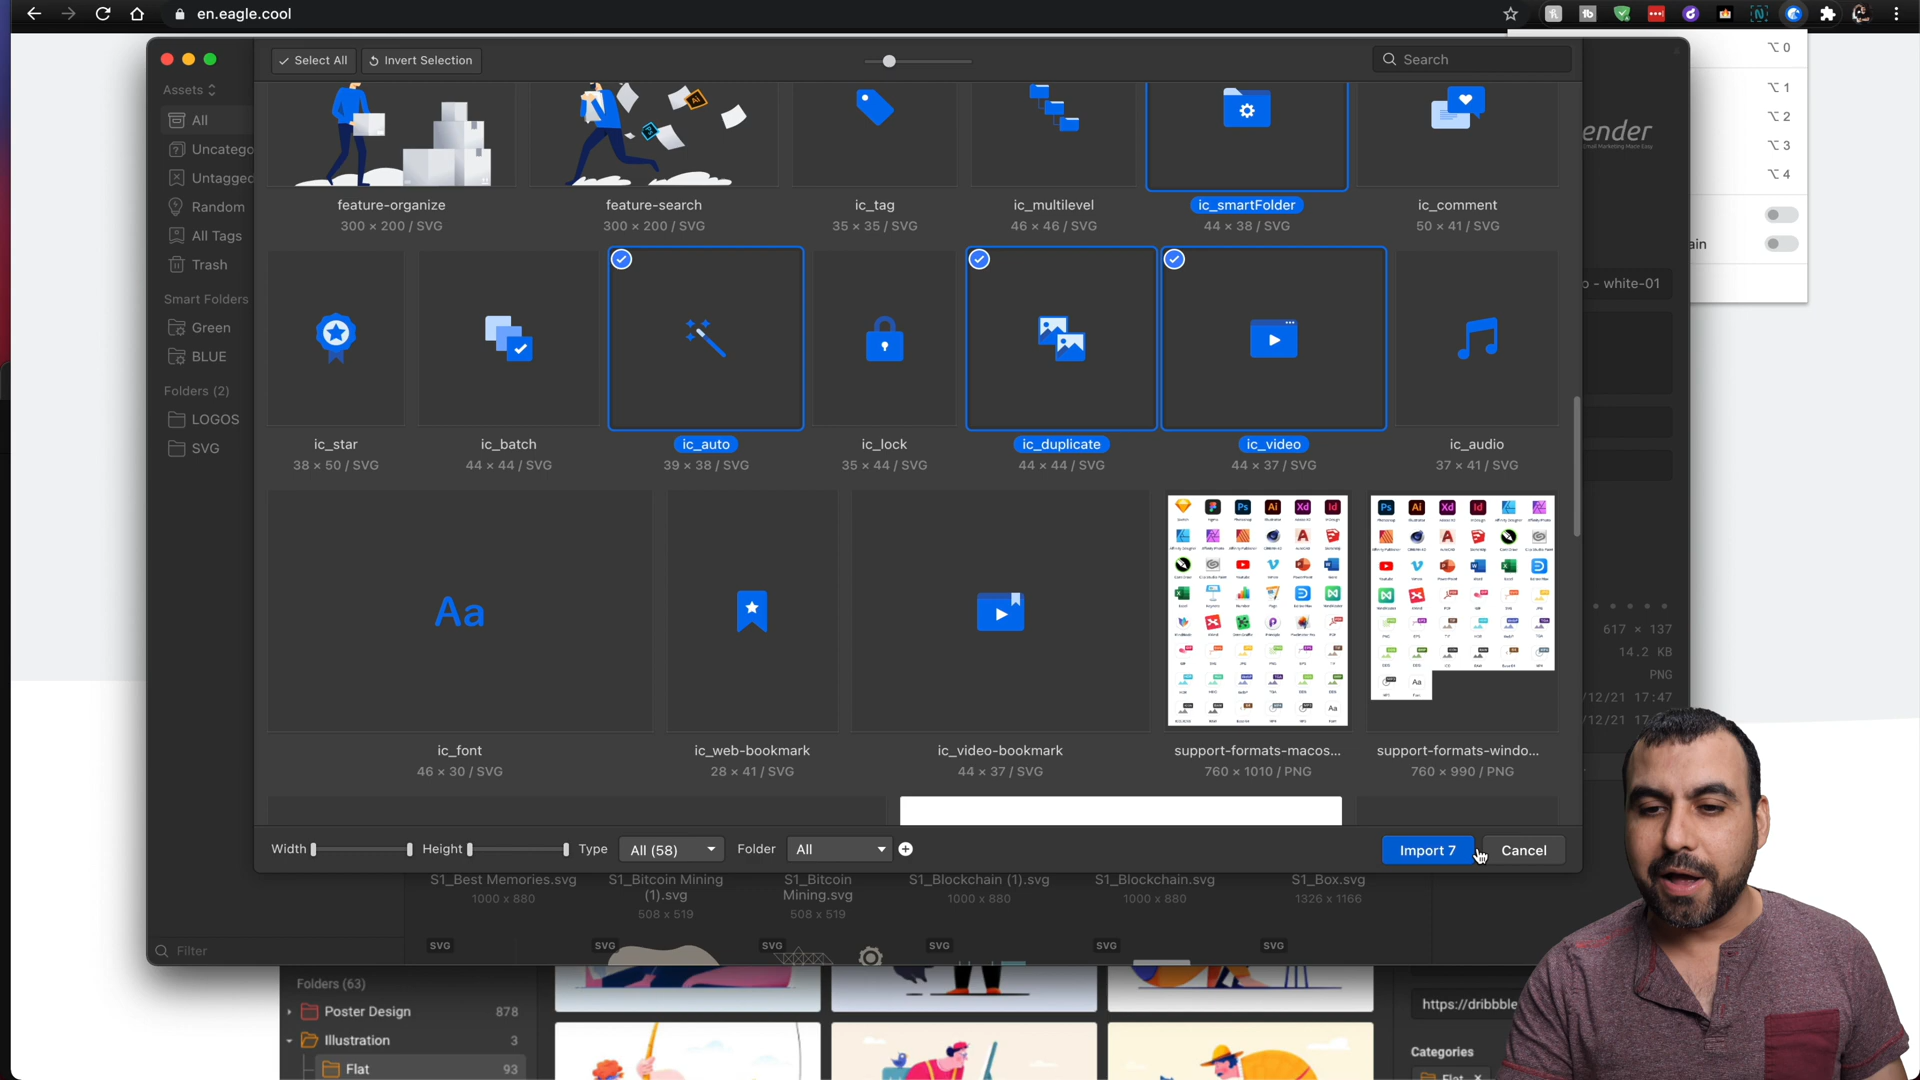 en.eagle.cool
Select All
Invert Selection
Search
Assets
All
Uncatego
Untagged
Random
All Tags
Trash
Smart Folders
Green
BLUE
Folders (2)
LOGOS
SVG
Filter
feature-organize
300 × 200 / SVG
feature-search
300 × 200 / SVG
ic_tag
35 × 35 / SVG
ic_multilevel
46 × 46 / SVG
ic_smartFolder
44 × 38 / SVG
ic_comment
50 × 41 / SVG
ic_star
38 × 50 / SVG
ic_batch
44 × 44 / SVG
ic_auto
39 × 38 / SVG
ic_lock
35 × 44 / SVG
ic_duplicate
44 × 44 / SVG
ic_video
44 × 37 / SVG
ic_audio
37 × 41 / SVG
Aa
ic_font
46 × 30 / SVG
ic_web-bookmark
28 × 41 / SVG
ic_video-bookmark
44 × 37 / SVG
support-formats-macos...
760 × 1010 / PNG
support-formats-windo...
760 × 990 / PNG
Width
Height
Type
All (58)
Folder
All
Import 7
Cancel
⌥ 0
⌥ 1
⌥ 2
⌥ 3
⌥ 4
ender
Email Marketing Made Easy
ain
o - white-01
617 × 137
14.2 KB
PNG
/12/21 17:47
/12/21 17:
S1_Best Memories.svg
1000 x 880
S1_Bitcoin Mining
(1).svg
508 x 519
S1_Bitcoin
Mining.svg
508 x 519
S1_Blockchain (1).svg
1000 x 880
S1_Blockchain.svg
1000 x 880
S1_Box.svg
1326 x 1166
SVG
SVG
SVG
SVG
SVG
SVG
Folders (63)
Poster Design
878
Illustration
3
Flat
93
https://dribbble
Categories
Flat ×